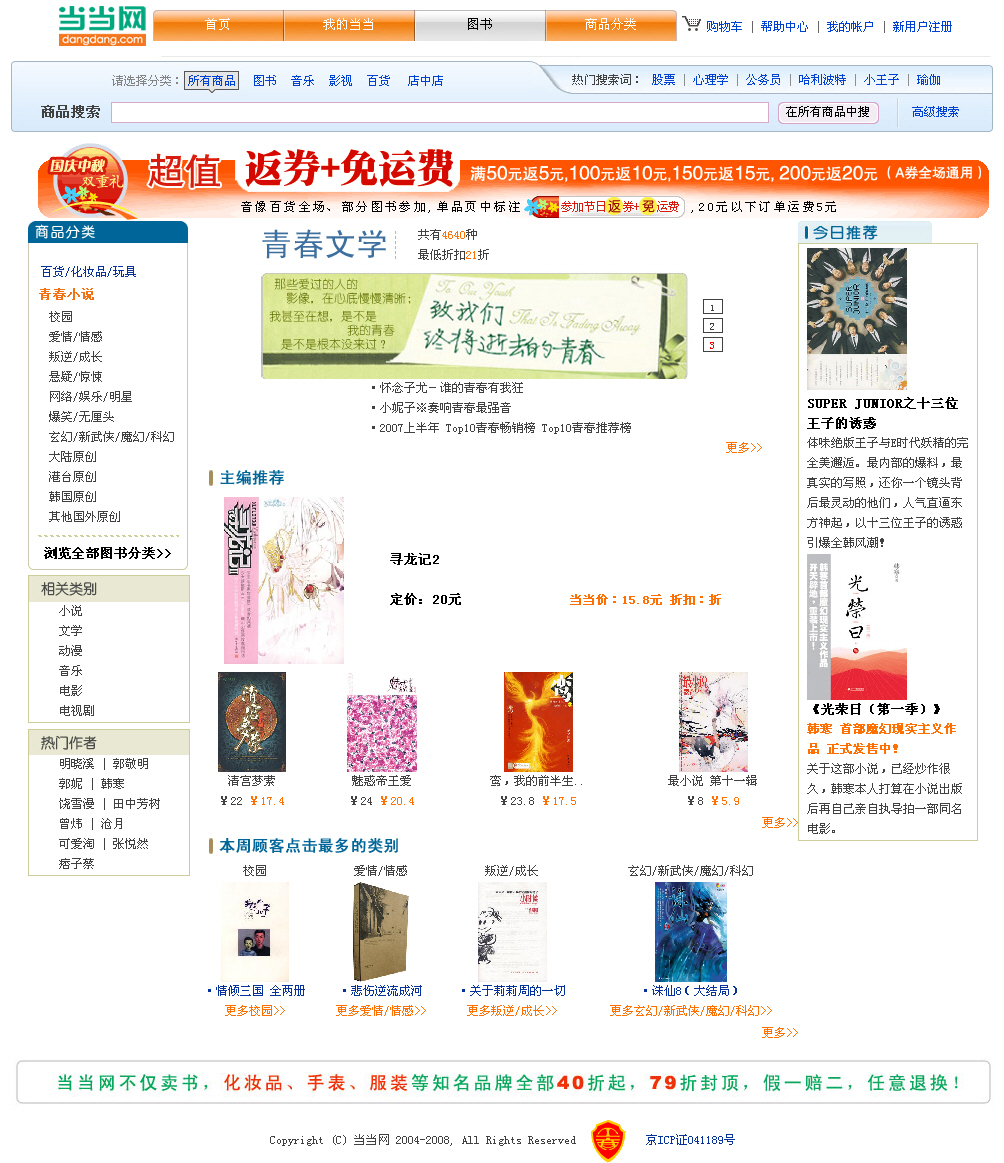 当当网
dangdang.com
首页 我的当当 图书 商品分类
购物车 | 帮助中心 | 我的帐户 | 新用户注册
请选择分类： 所有商品 图书 音乐 影视 百货 店中店
热门搜索词： 股票 | 心理学 | 公务员 | 哈利波特 | 小王子 | 瑜伽
商品搜索 在所有商品中搜 高级搜索
国庆中秋
双重礼
超值 返券+免运费 满50元返5元,100元返10元,150元返15元, 200元返20元（A券全场通用）
音像百货全场、部分图书参加, 单品页中标注 参加节日返券+免运费 ,20元以下订单运费5元
商品分类
百货/化妆品/玩具
青春小说
校园
爱情/情感
叛逆/成长
悬疑/惊悚
网络/娱乐/明星
爆笑/无厘头
玄幻/新武侠/魔幻/科幻
大陆原创
港台原创
韩国原创
其他国外原创
浏览全部图书分类>>
相关类别
小说
文学
动漫
音乐
电影
电视剧
热门作者
明晓溪 | 郭敬明
郭妮 | 韩寒
饶雪漫 | 田中芳树
曾炜 | 沧月
可爱淘 | 张悦然
痞子蔡
青春文学
共有4640种
最低折扣21折
那些爱过的人的
影像，在心底慢慢清晰；
我甚至在想，是不是
我的青春
是不是根本没来过？
To Our Youth
That Is Fading Away
致我们
终将逝去的青春
1
2
3
怀念子尤－谁的青春有我狂
小妮子※奏响青春最强音
2007上半年 Top10青春畅销榜 Top10青春推荐榜
更多>>
主编推荐
寻龙记2
定价：20元 当当价：15.8元 折扣：折
清宫梦萦 魅惑帝王爱 鸾，我的前半生.. 最小说 第十一辑
￥22 ￥17.4 ￥24 ￥20.4 ￥23.8 ￥17.5 ￥8 ￥5.9
更多>>
本周顾客点击最多的类别
校园 爱情/情感 叛逆/成长 玄幻/新武侠/魔幻/科幻
情倾三国 全两册 悲伤逆流成河 关于莉莉周的一切 诛仙8（大结局）
更多校园>> 更多爱情/情感>> 更多叛逆/成长>> 更多玄幻/新武侠/魔幻/科幻>>
更多>>
今日推荐
SUPER JUNIOR
SUPER JUNIOR之十三位
王子的诱惑
体味绝版王子与E时代妖精的完
全美邂逅。最内部的爆料，最
真实的写照，还你一个镜头背
后最灵动的他们，人气直逼东
方神起，以十三位王子的诱惑
引爆全韩风潮！
韩寒首部魔幻现实主义作品
开天辟地·重装上市！
光荣日
《光荣日（第一季）》
韩寒 首部魔幻现实主义作
品 正式发售中！
关于这部小说，已经炒作很
久，韩寒本人打算在小说出版
后再自己亲自执导拍一部同名
电影。
当当网不仅卖书，化妆品、手表、服装等知名品牌全部40折起，79折封顶，假一赔二，任意退换！
Copyright (C) 当当网 2004-2008, All Rights Reserved 京ICP证041189号